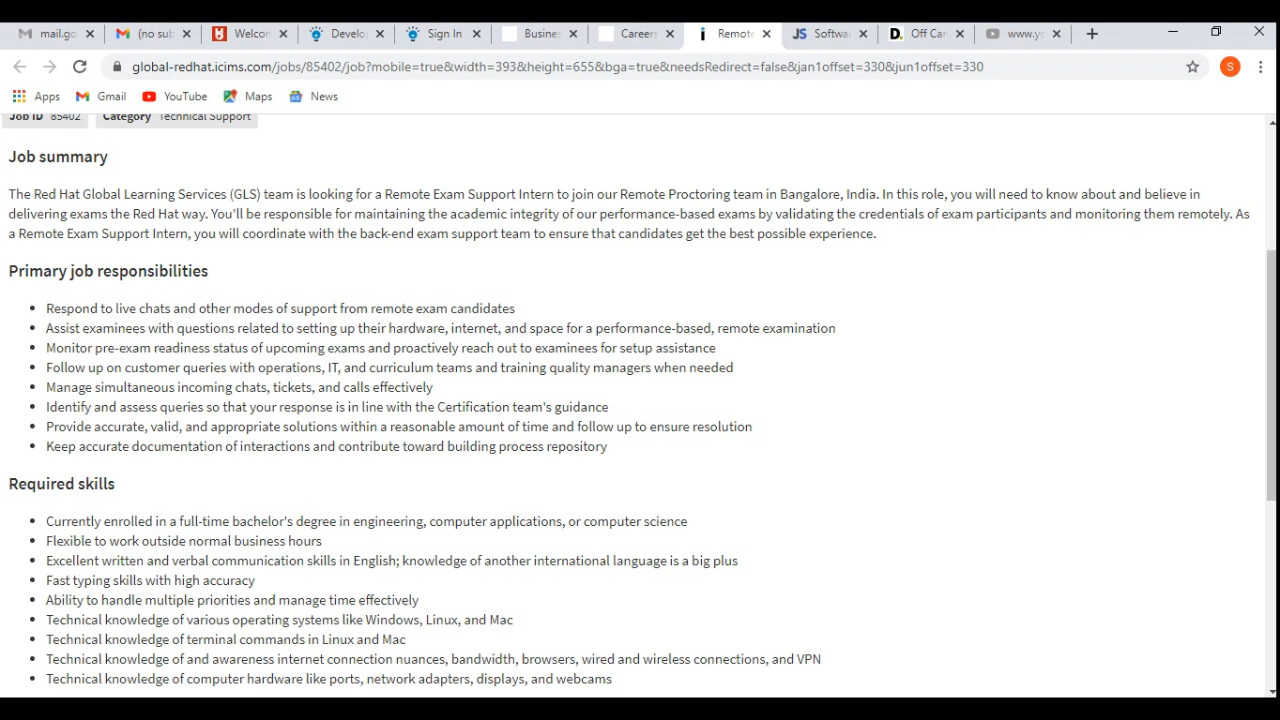 mail.go
(no sub
Welcom
Develo
Sign In
Busines
Careers
Remote
JS Softwa
D. Off Can
www.yo
global-redhat.icims.com/jobs/85402/job?mobile=true&width=393&height=655&bga=true&needsRedirect=false&jan1offset=330&jun1offset=330
S
Apps
Gmail
YouTube
Maps
News
Job ID 85402 Category Technical Support
Job summary
The Red Hat Global Learning Services (GLS) team is looking for a Remote Exam Support Intern to join our Remote Proctoring team in Bangalore, India. In this role, you will need to know about and believe in
delivering exams the Red Hat way. You'll be responsible for maintaining the academic integrity of our performance-based exams by validating the credentials of exam participants and monitoring them remotely. As
a Remote Exam Support Intern, you will coordinate with the back-end exam support team to ensure that candidates get the best possible experience.
Primary job responsibilities
• Respond to live chats and other modes of support from remote exam candidates
• Assist examinees with questions related to setting up their hardware, internet, and space for a performance-based, remote examination
• Monitor pre-exam readiness status of upcoming exams and proactively reach out to examinees for setup assistance
• Follow up on customer queries with operations, IT, and curriculum teams and training quality managers when needed
• Manage simultaneous incoming chats, tickets, and calls effectively
• Identify and assess queries so that your response is in line with the Certification team's guidance
• Provide accurate, valid, and appropriate solutions within a reasonable amount of time and follow up to ensure resolution
• Keep accurate documentation of interactions and contribute toward building process repository
Required skills
• Currently enrolled in a full-time bachelor's degree in engineering, computer applications, or computer science
• Flexible to work outside normal business hours
• Excellent written and verbal communication skills in English; knowledge of another international language is a big plus
• Fast typing skills with high accuracy
• Ability to handle multiple priorities and manage time effectively
• Technical knowledge of various operating systems like Windows, Linux, and Mac
• Technical knowledge of terminal commands in Linux and Mac
• Technical knowledge of and awareness internet connection nuances, bandwidth, browsers, wired and wireless connections, and VPN
• Technical knowledge of computer hardware like ports, network adapters, displays, and webcams